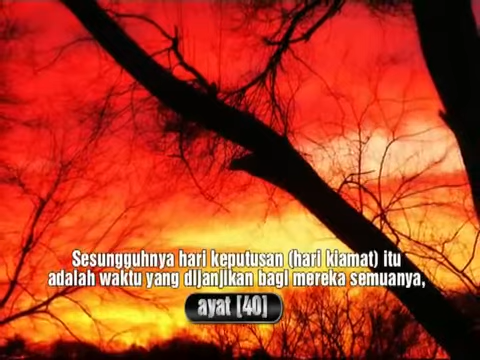 Sesungguhnya hari keputusan (hari kiamat) itu
adalah waktu yang dijanjikan bagi mereka semuanya,
ayat [40]